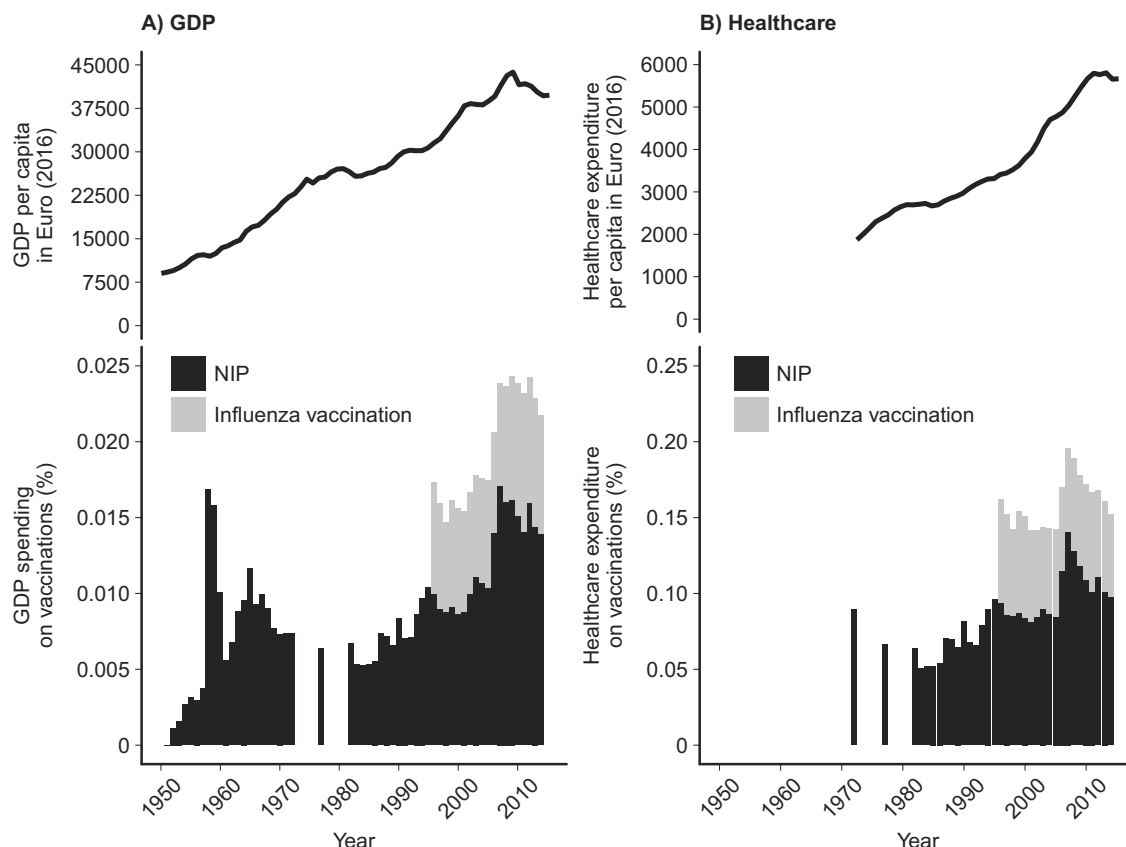 A) GDP
45000
37500
30000
22500
15000
7500
0
GDP per capita
in Euro (2016)
NIP
Influenza vaccination
0.025
0.020
0.015
0.010
0.005
0
GDP spending
on vaccinations (%)
1950
1960
1970
1980
1990
2000
2010
Year
B) Healthcare
6000
5000
4000
3000
2000
1000
0
Healthcare expenditure
per capita in Euro (2016)
NIP
Influenza vaccination
0.25
0.20
0.15
0.10
0.05
0
Healthcare expenditure
on vaccinations (%)
1950
1960
1970
1980
1990
2000
2010
Year